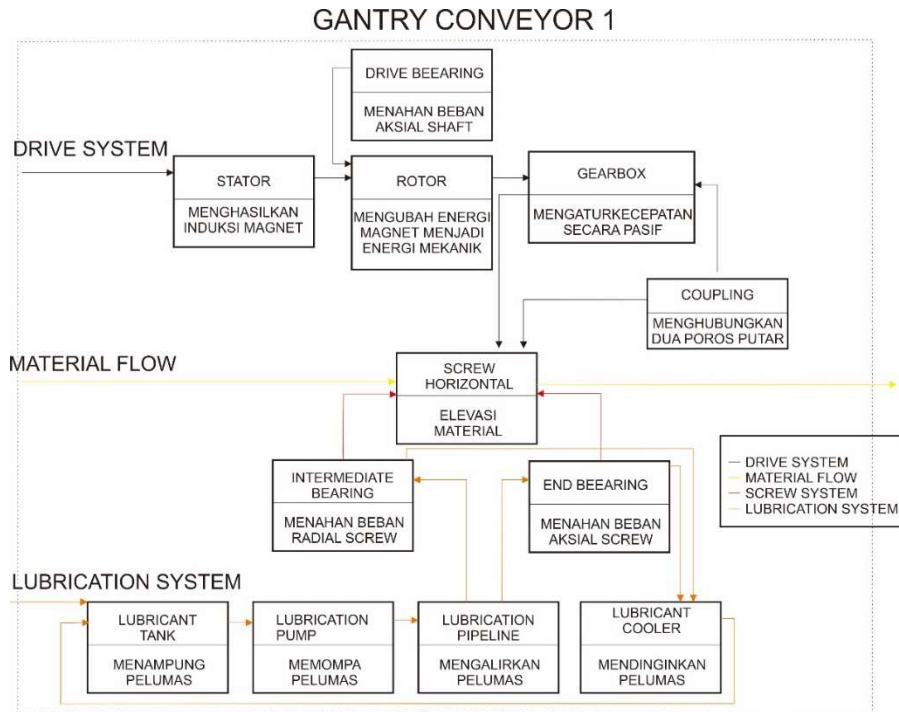 GANTRY CONVEYOR 1
DRIVE BEEARING
MENAHAN BEBAN
AKSIAL SHAFT
DRIVE SYSTEM
STATOR
MENGHASILKAN
INDUKSI MAGNET
ROTOR
MENGUBAH ENERGI
MAGNET MENJADI
ENERGI MEKANIK
GEARBOX
MENGATURKECEPATAN
SECARA PASIF
COUPLING
MENGHUBUNGKAN
DUA POROS PUTAR
MATERIAL FLOW
SCREW
HORIZONTAL
ELEVASI
MATERIAL
INTERMEDIATE
BEARING
MENAHAN BEBAN
RADIAL SCREW
END BEEARING
MENAHAN BEBAN
AKSIAL SCREW
DRIVE SYSTEM
MATERIAL FLOW
SCREW SYSTEM
LUBRICATION SYSTEM
LUBRICATION SYSTEM
LUBRICANT
TANK
MENAMPUNG
PELUMAS
LUBRICATION
PUMP
MEMOMPA
PELUMAS
LUBRICATION
PIPELINE
MENGALIRKAN
PELUMAS
LUBRICANT
COOLER
MENDINGINKAN
PELUMAS